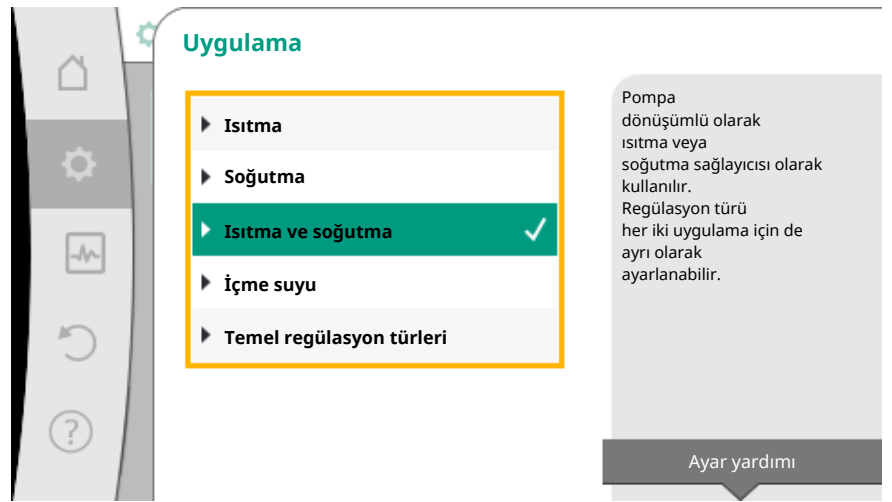 Uygulama
Isıtma
Soğutma
Isıtma ve soğutma
İçme suyu
Temel regülasyon türleri
Pompa
dönüşümlü olarak
ısıtma veya
soğutma sağlayıcısı olarak
kullanılır.
Regülasyon türü
her iki uygulama için de
ayrı olarak
ayarlanabilir.
Ayar yardımı